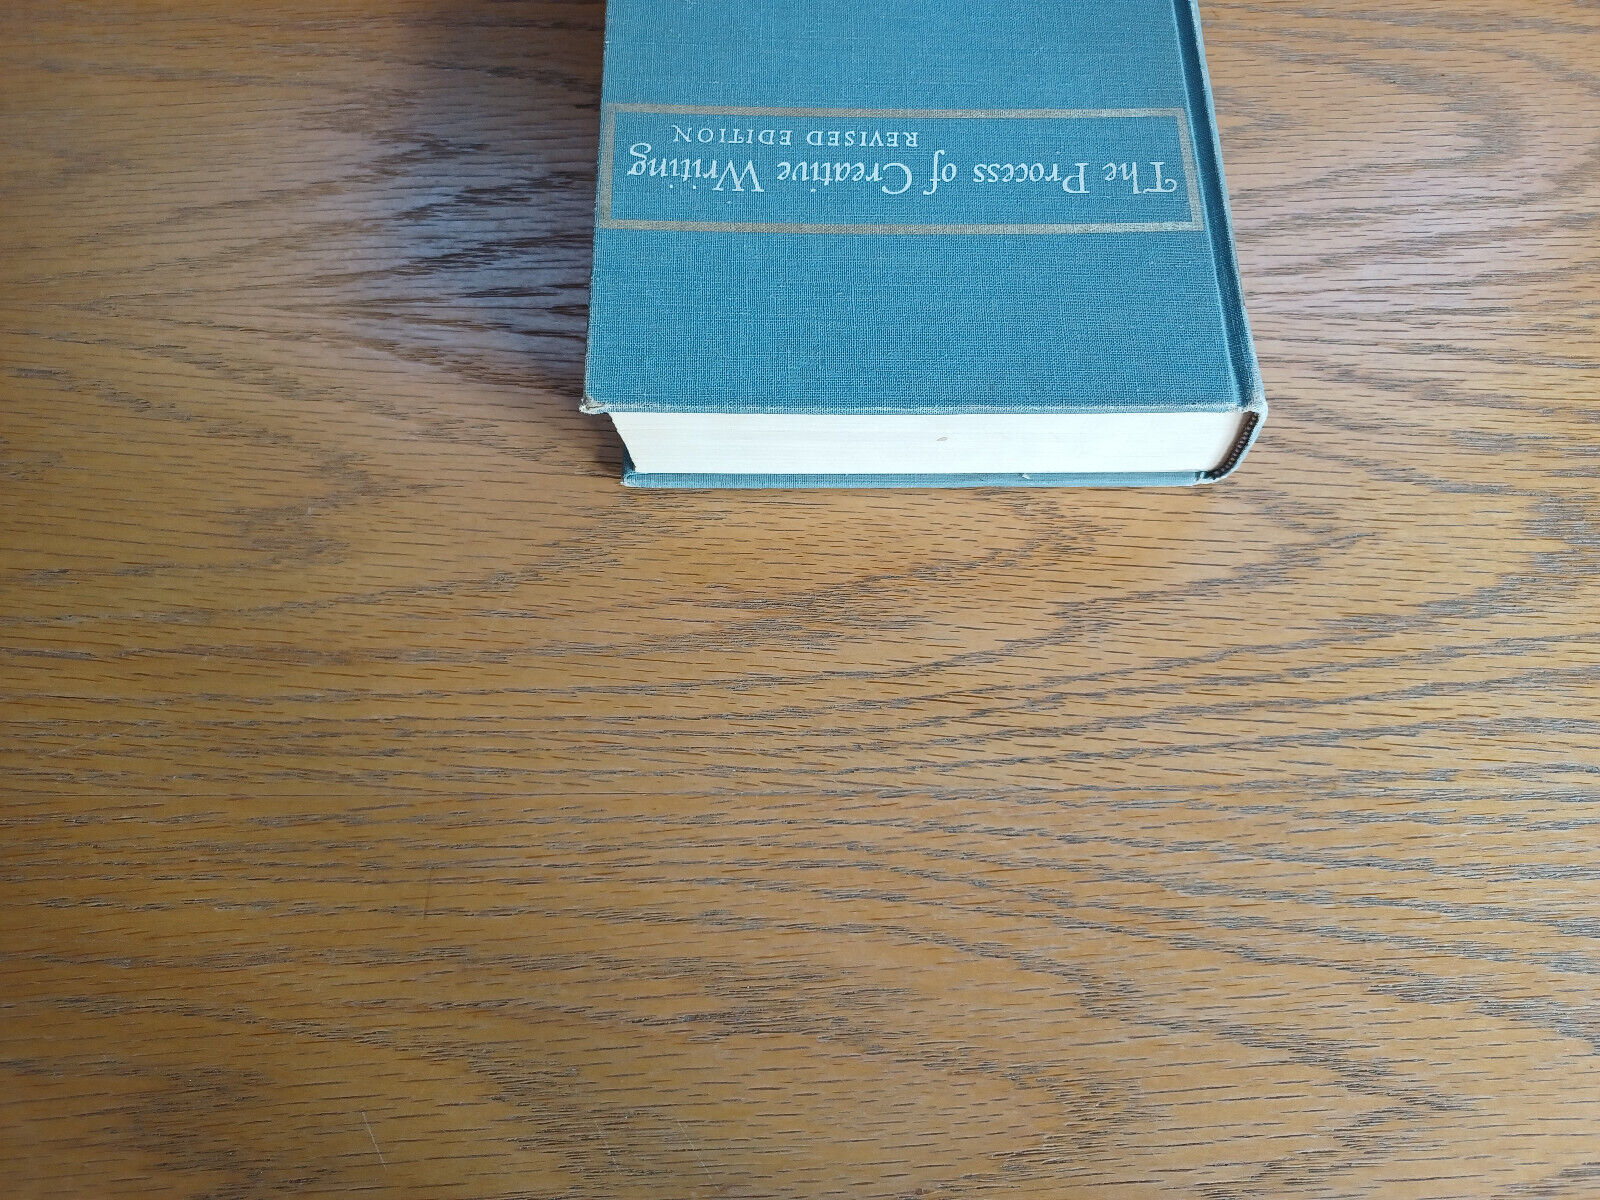 The Process of Creative Writing
REVISED EDITION